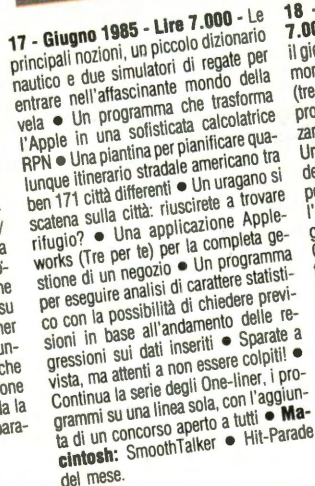 17 - Giugno 1985 - Lire 7.000 - Le
principali nozioni, un piccolo dizionario
nautico e due simulatori di regate per
entrare nell'affascinante mondo della
vela ● Un programma che trasforma
l'Apple in una sofisticata calcolatrice
RPN ● Una piantina per pianificare qua-
lunque itinerario stradale americano tra
ben 171 città differenti ● Un uragano si
scatena sulla città: riuscirete a trovare
rifugio? ● Una applicazione Apple-
works (Tre per te) per la completa ge-
stione di un negozio ● Un programma
per eseguire analisi di carattere statisti-
co con la possibilità di chiedere previ-
sioni in base all'andamento delle re-
gressioni sui dati inseriti ● Sparate a
vista, ma attenti a non essere colpiti! ●
Continua la serie degli One-liner, i pro-
grammi su una linea sola, con l'aggiun-
ta di un concorso aperto a tutti ● Ma-
cintosh: SmoothTalker ● Hit-Parade
del mese.
18 -
7.00
il gi